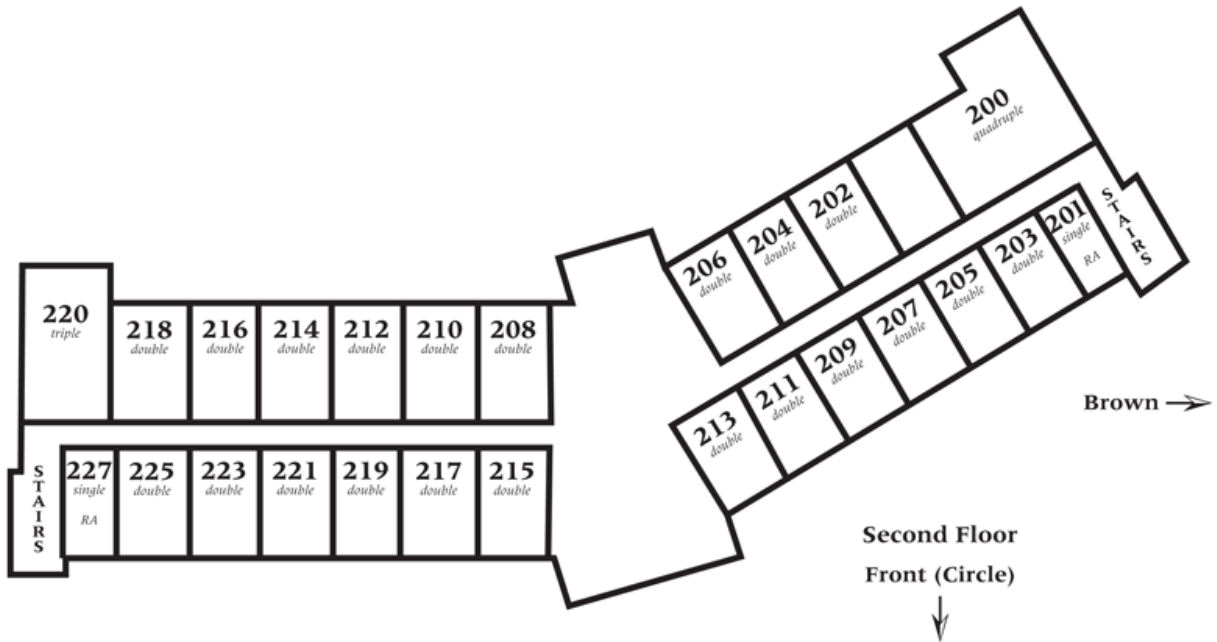 200
quadruple
202
double
204
double
206
double
201
single
RA
203
double
205
double
207
double
209
double
211
double
213
double
STAIRS
220
triple
218
double
216
double
214
double
212
double
210
double
208
double
STAIRS
227
single
RA
225
double
223
double
221
double
219
double
217
double
215
double
Brown
Second Floor
Front (Circle)